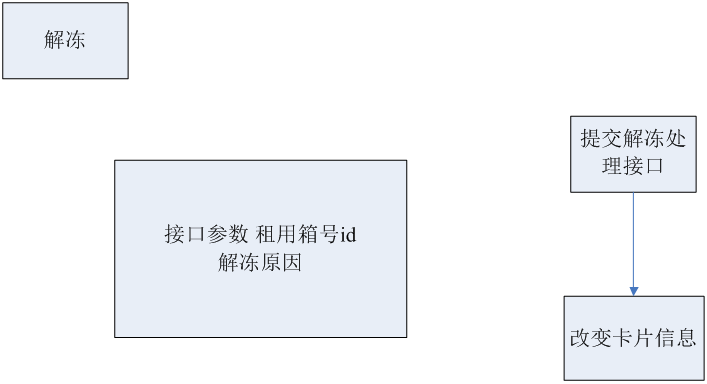 解冻
提交解冻处
理接口
接口参数 租用箱号id
解冻原因
改变卡片信息